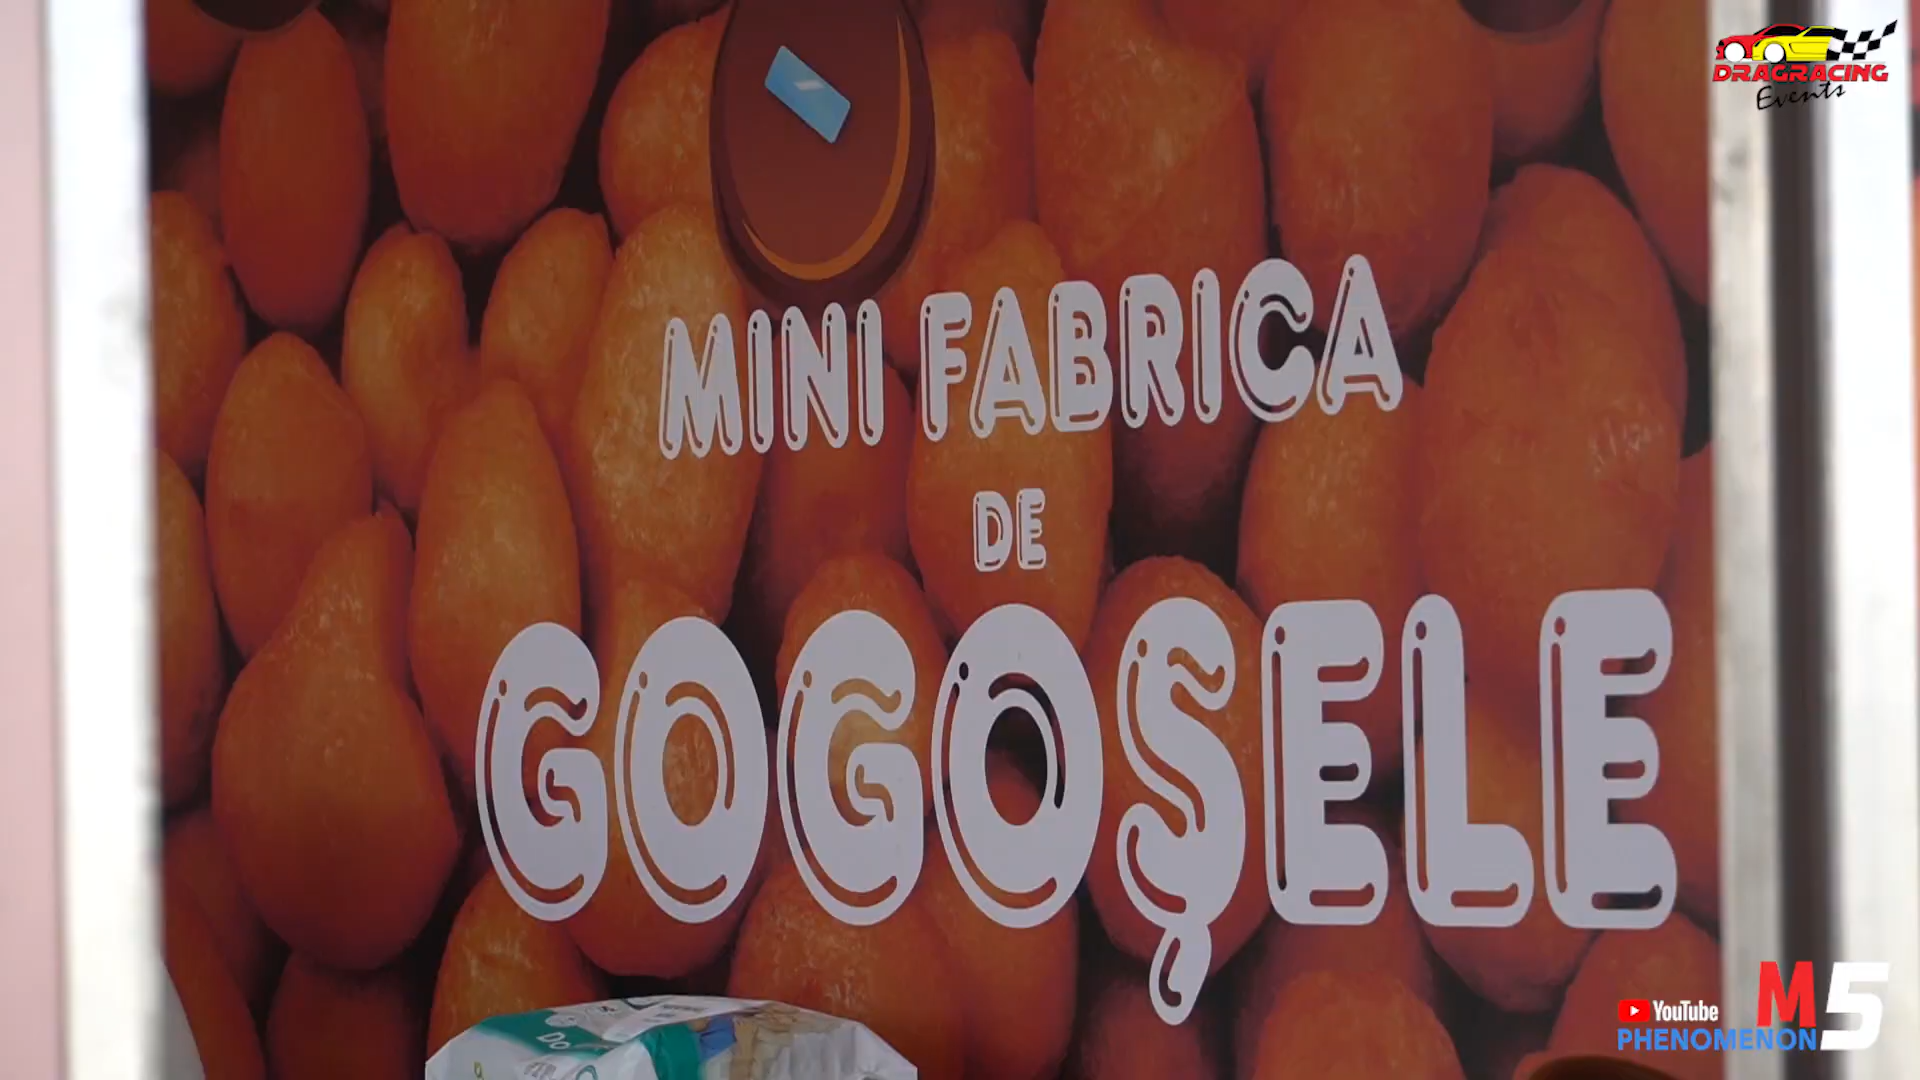 DRAGRACING
Events
MINI FABRICA
DE
GOGOȘELE
YouTube
PHENOMENON
M5